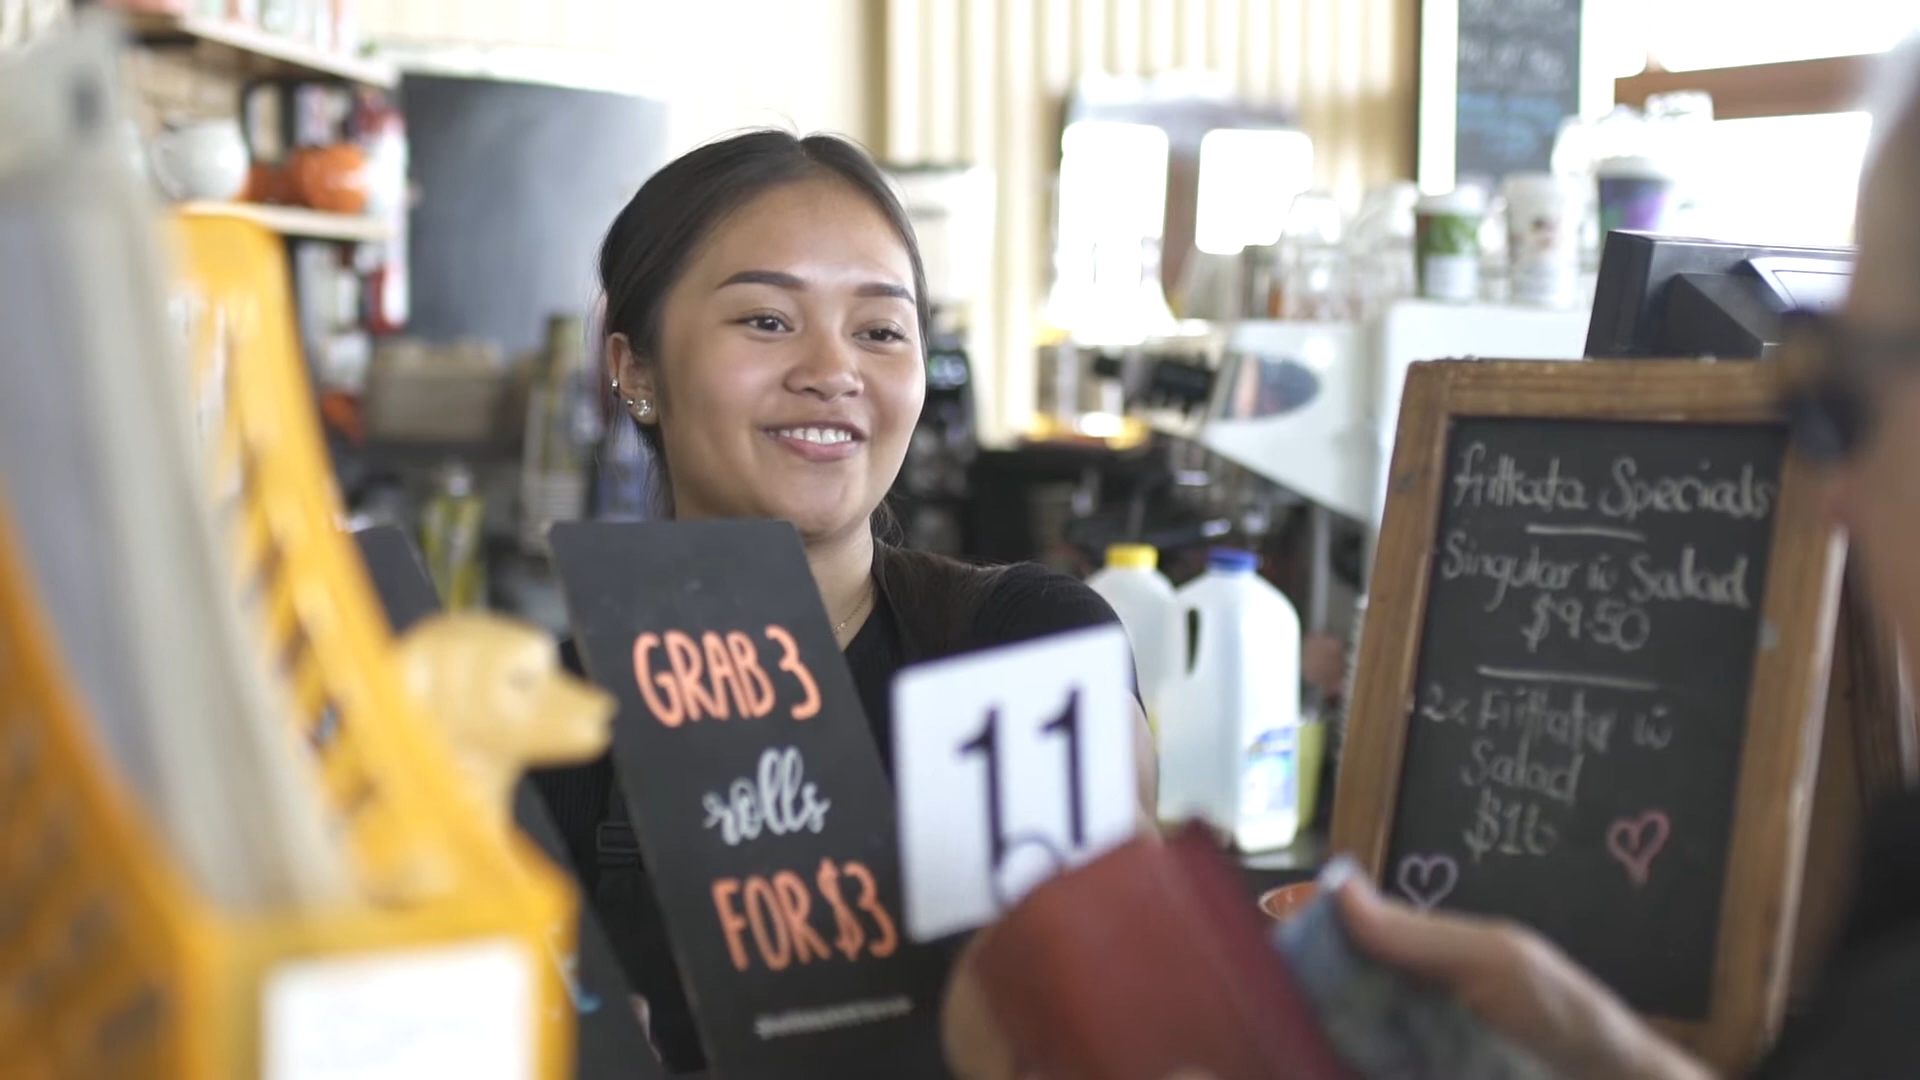 GRAB 3
rolls
FOR $3
11
Frittata Specials
Singular w Salad
$9.50
2x Frittata w
Salad
$16